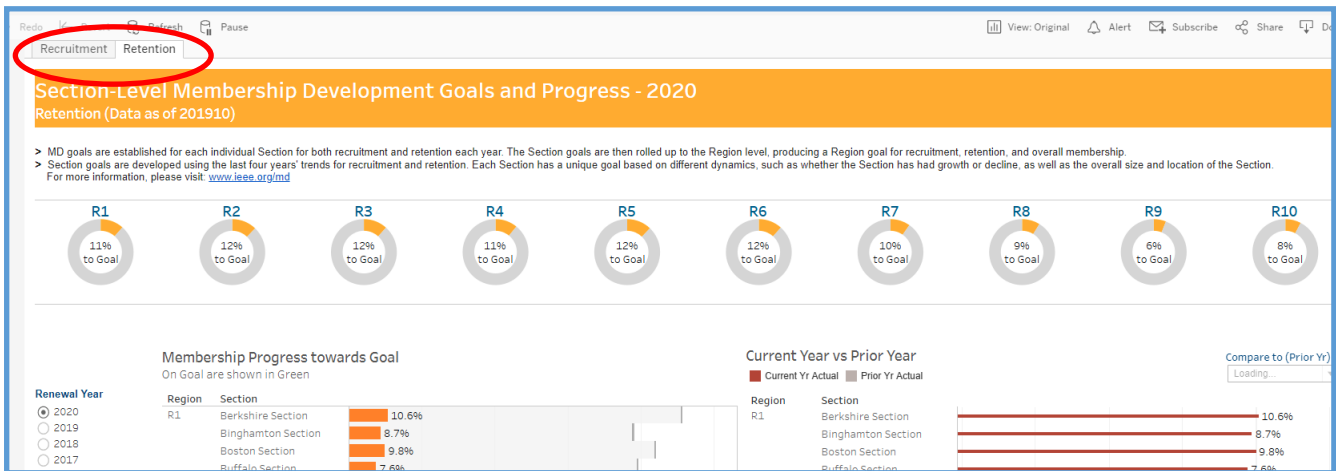 Redo Refresh Pause View: Original Alert Subscribe Share
Recruitment Retention
Section-Level Membership Development Goals and Progress - 2020
Retention (Data as of 201910)
> MD goals are established for each individual Section for both recruitment and retention each year. The Section goals are then rolled up to the Region level, producing a Region goal for recruitment, retention, and overall membership.
> Section goals are developed using the last four years' trends for recruitment and retention. Each Section has a unique goal based on different dynamics, such as whether the Section has had growth or decline, as well as the overall size and location of the Section.
For more information, please visit: www.ieee.org/md
R1 R2 R3 R4 R5 R6 R7 R8 R9 R10
11% 12% 12% 11% 12% 12% 10% 9% 6% 8%
to Goal to Goal to Goal to Goal to Goal to Goal to Goal to Goal to Goal to Goal
Membership Progress towards Goal
On Goal are shown in Green
Current Year vs Prior Year
Current Yr Actual Prior Yr Actual
Compare to (Prior Yr)
Loading...
Renewal Year
2020
2019
2018
2017
Region Section
R1 Berkshire Section 10.6%
Binghamton Section 8.7%
Boston Section 9.8%
Buffalo Section 7.6%
Region Section
R1 Berkshire Section 10.6%
Binghamton Section 8.7%
Boston Section 9.8%
Buffalo Section 7.6%